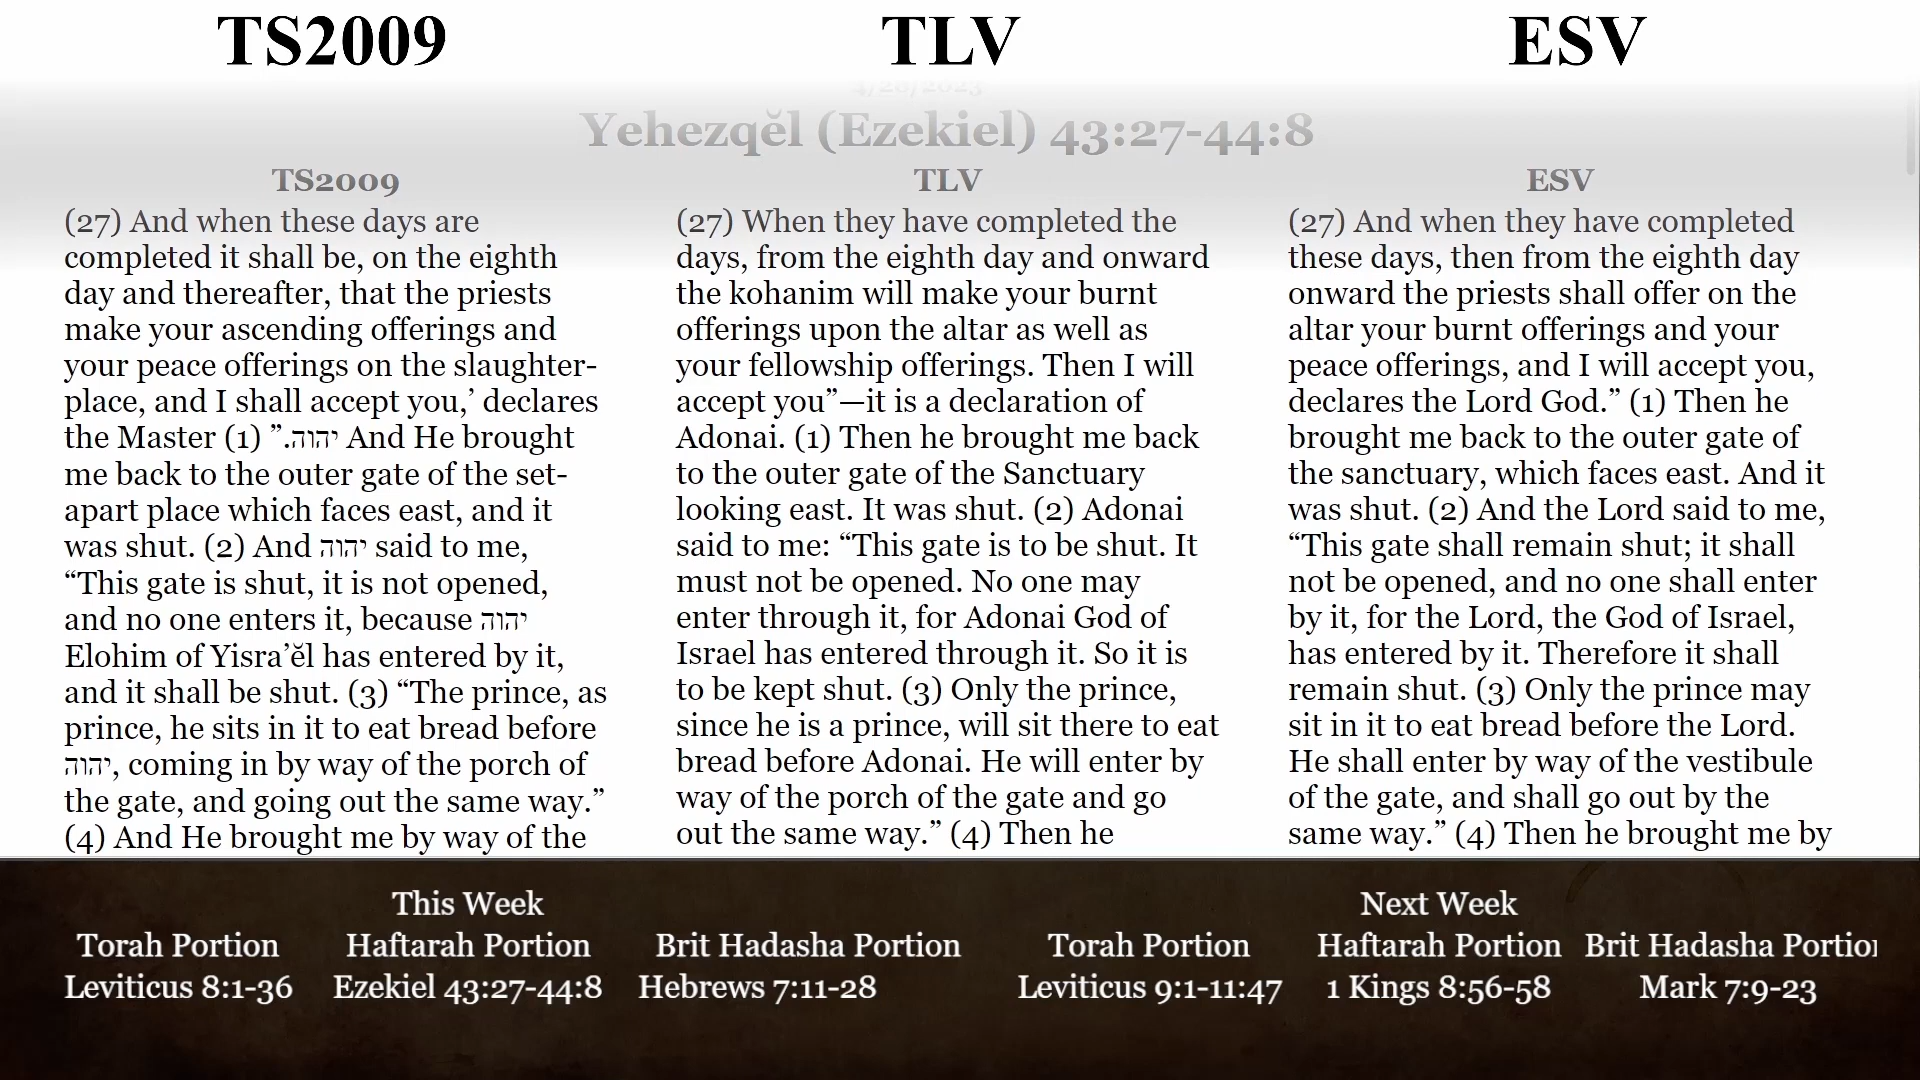 TS2009 TLV ESV
Yehezqĕl (Ezekiel) 43:27-44:8
TS2009
(27) And when these days are
completed it shall be, on the eighth
day and thereafter, that the priests
make your ascending offerings and
your peace offerings on the slaughter-
place, and I shall accept you,’ declares
the Master יהוה.” (1) And He brought
me back to the outer gate of the set-
apart place which faces east, and it
was shut. (2) And יהוה said to me,
“This gate is shut, it is not opened,
and no one enters it, because יהוה
Elohim of Yisra’ĕl has entered by it,
and it shall be shut. (3) “The prince, as
prince, he sits in it to eat bread before
יהוה, coming in by way of the porch of
the gate, and going out the same way.”
(4) And He brought me by way of the
TLV
(27) When they have completed the
days, from the eighth day and onward
the kohanim will make your burnt
offerings upon the altar as well as
your fellowship offerings. Then I will
accept you”—it is a declaration of
Adonai. (1) Then he brought me back
to the outer gate of the Sanctuary
looking east. It was shut. (2) Adonai
said to me: “This gate is to be shut. It
must not be opened. No one may
enter through it, for Adonai God of
Israel has entered through it. So it is
to be kept shut. (3) Only the prince,
since he is a prince, will sit there to eat
bread before Adonai. He will enter by
way of the porch of the gate and go
out the same way.” (4) Then he
ESV
(27) And when they have completed
these days, then from the eighth day
onward the priests shall offer on the
altar your burnt offerings and your
peace offerings, and I will accept you,
declares the Lord God.” (1) Then he
brought me back to the outer gate of
the sanctuary, which faces east. And it
was shut. (2) And the Lord said to me,
“This gate shall remain shut; it shall
not be opened, and no one shall enter
by it, for the Lord, the God of Israel,
has entered by it. Therefore it shall
remain shut. (3) Only the prince may
sit in it to eat bread before the Lord.
He shall enter by way of the vestibule
of the gate, and shall go out by the
same way.” (4) Then he brought me by
This Week
Torah Portion Haftarah Portion Brit Hadasha Portion
Leviticus 8:1-36 Ezekiel 43:27-44:8 Hebrews 7:11-28
Next Week
Torah Portion Haftarah Portion Brit Hadasha Portio
Leviticus 9:1-11:47 1 Kings 8:56-58 Mark 7:9-23